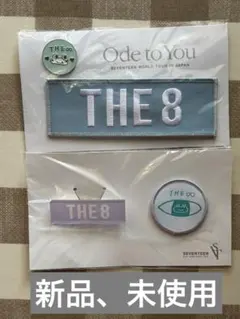 THE 8
Ode to You
SEVENTEEN WORLD TOUR IN JAPAN
THE 8
THE 8
THE 8
SEVENTEEN
新品、未使用